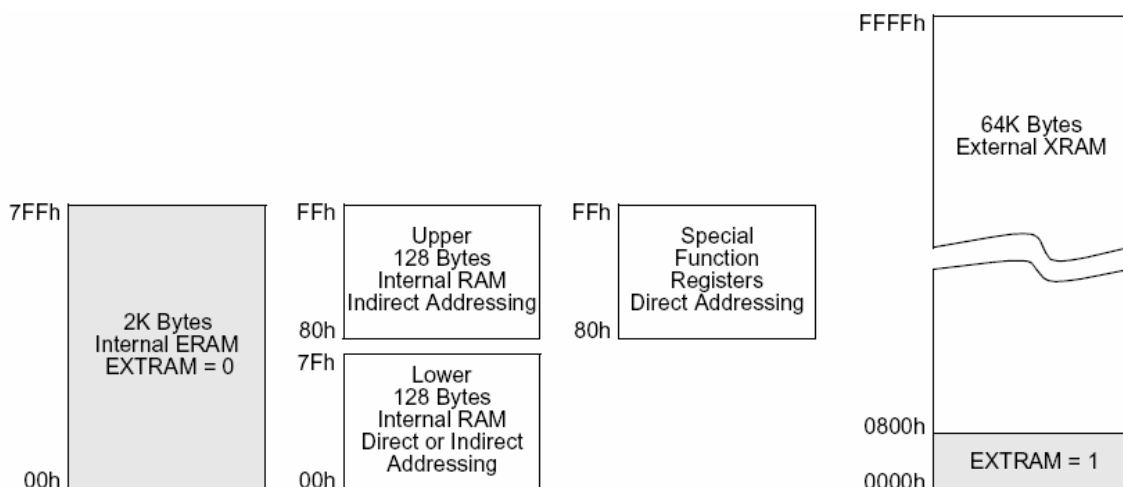 FFFFh
64K Bytes
External XRAM
7FFh
2K Bytes
Internal ERAM
EXTRAM = 0
00h
FFh
Upper
128 Bytes
Internal RAM
Indirect Addressing
80h
7Fh
Lower
128 Bytes
Internal RAM
Direct or Indirect
Addressing
00h
FFh
Special
Function
Registers
Direct Addressing
80h
0800h
EXTRAM = 1
0000h